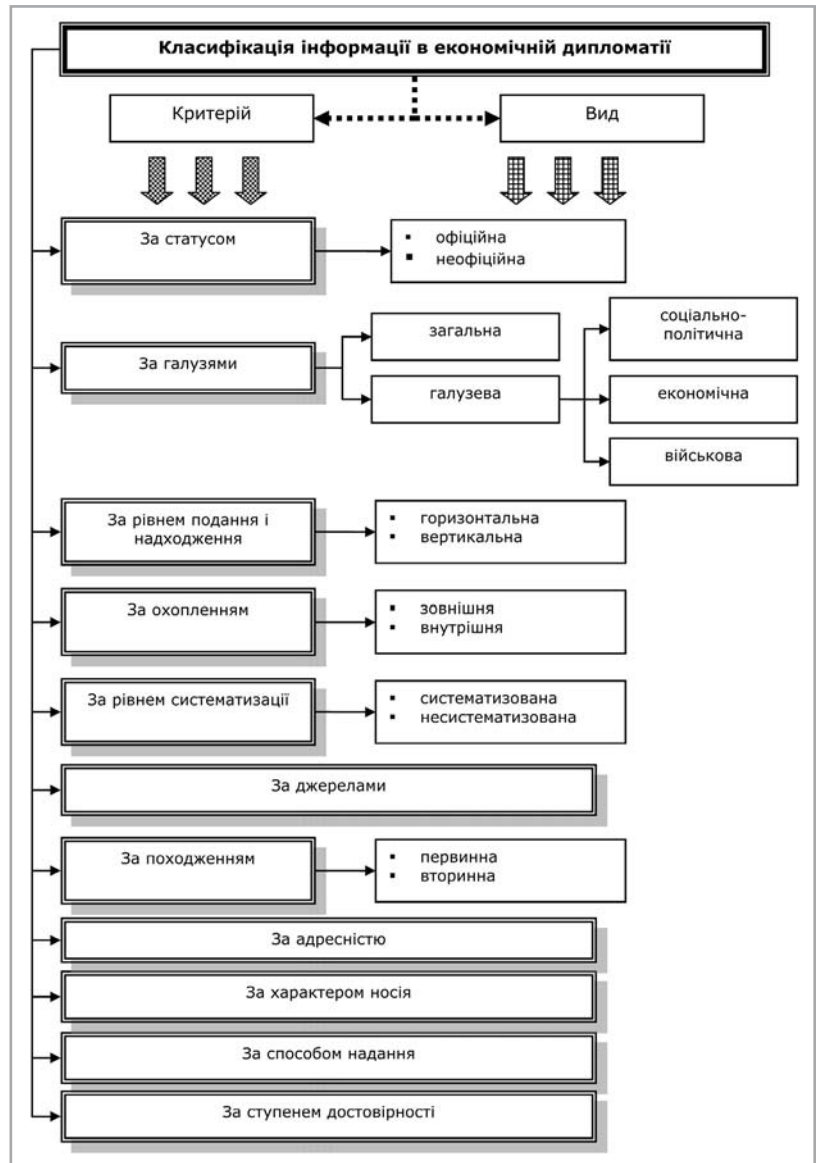 Класифікація інформації в економічній дипломатії
Критерій
Вид
За статусом
▪ офіційна
▪ неофіційна
За галузями
загальна
галузева
соціально-
політична
економічна
військова
За рівнем подання і
надходження
▪ горизонтальна
▪ вертикальна
За охопленням
▪ зовнішня
▪ внутрішня
За рівнем систематизації
▪ систематизована
▪ несистематизована
За джерелами
За походженням
▪ первинна
▪ вторинна
За адресністю
За характером носія
За способом надання
За ступенем достовірності